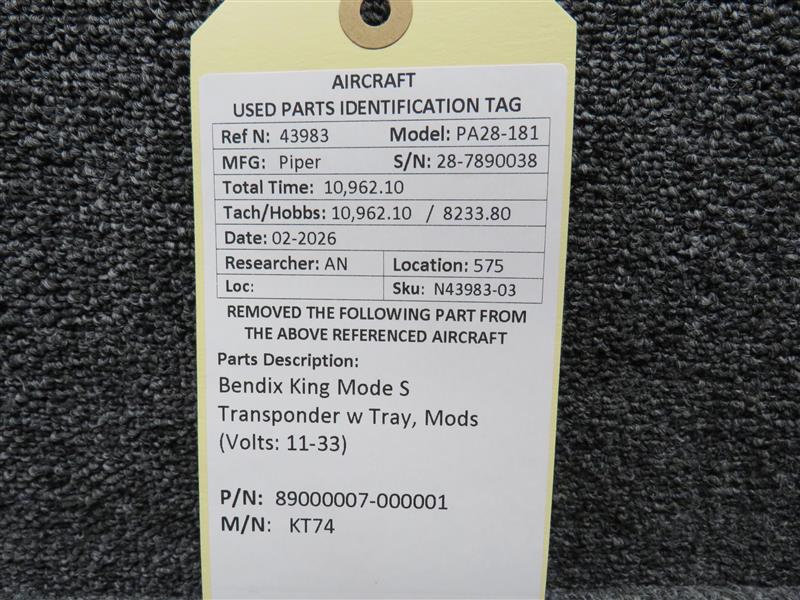 AIRCRAFT
USED PARTS IDENTIFICATION TAG
Ref N: 43983 Model: PA28-181
MFG: Piper S/N: 28-7890038
Total Time: 10,962.10
Tach/Hobbs: 10,962.10 / 8233.80
Date: 02-2026
Researcher: AN Location: 575
Loc: Sku: N43983-03
REMOVED THE FOLLOWING PART FROM
THE ABOVE REFERENCED AIRCRAFT
Parts Description:
Bendix King Mode S
Transponder w Tray, Mods
(Volts: 11-33)
P/N: 89000007-000001
M/N: KT74